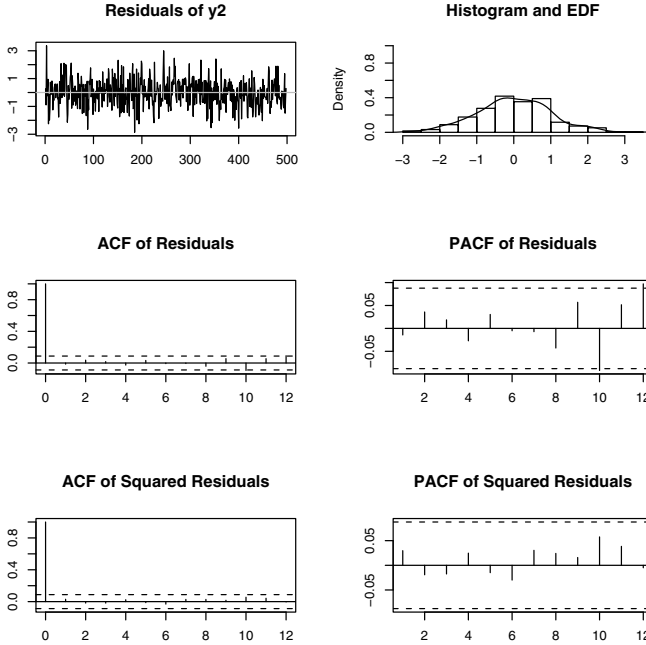 Residuals of y2
3
1
−1
−3
0 100 200 300 400 500
Histogram and EDF
Density
0.8
0.4
0.0
−3 −2 −1 0 1 2 3
ACF of Residuals
0.8
0.4
0.0
0 2 4 6 8 10 12
PACF of Residuals
0.05
−0.05
2 4 6 8 10 12
ACF of Squared Residuals
0.8
0.4
0.0
0 2 4 6 8 10 12
PACF of Squared Residuals
0.05
−0.05
2 4 6 8 10 12